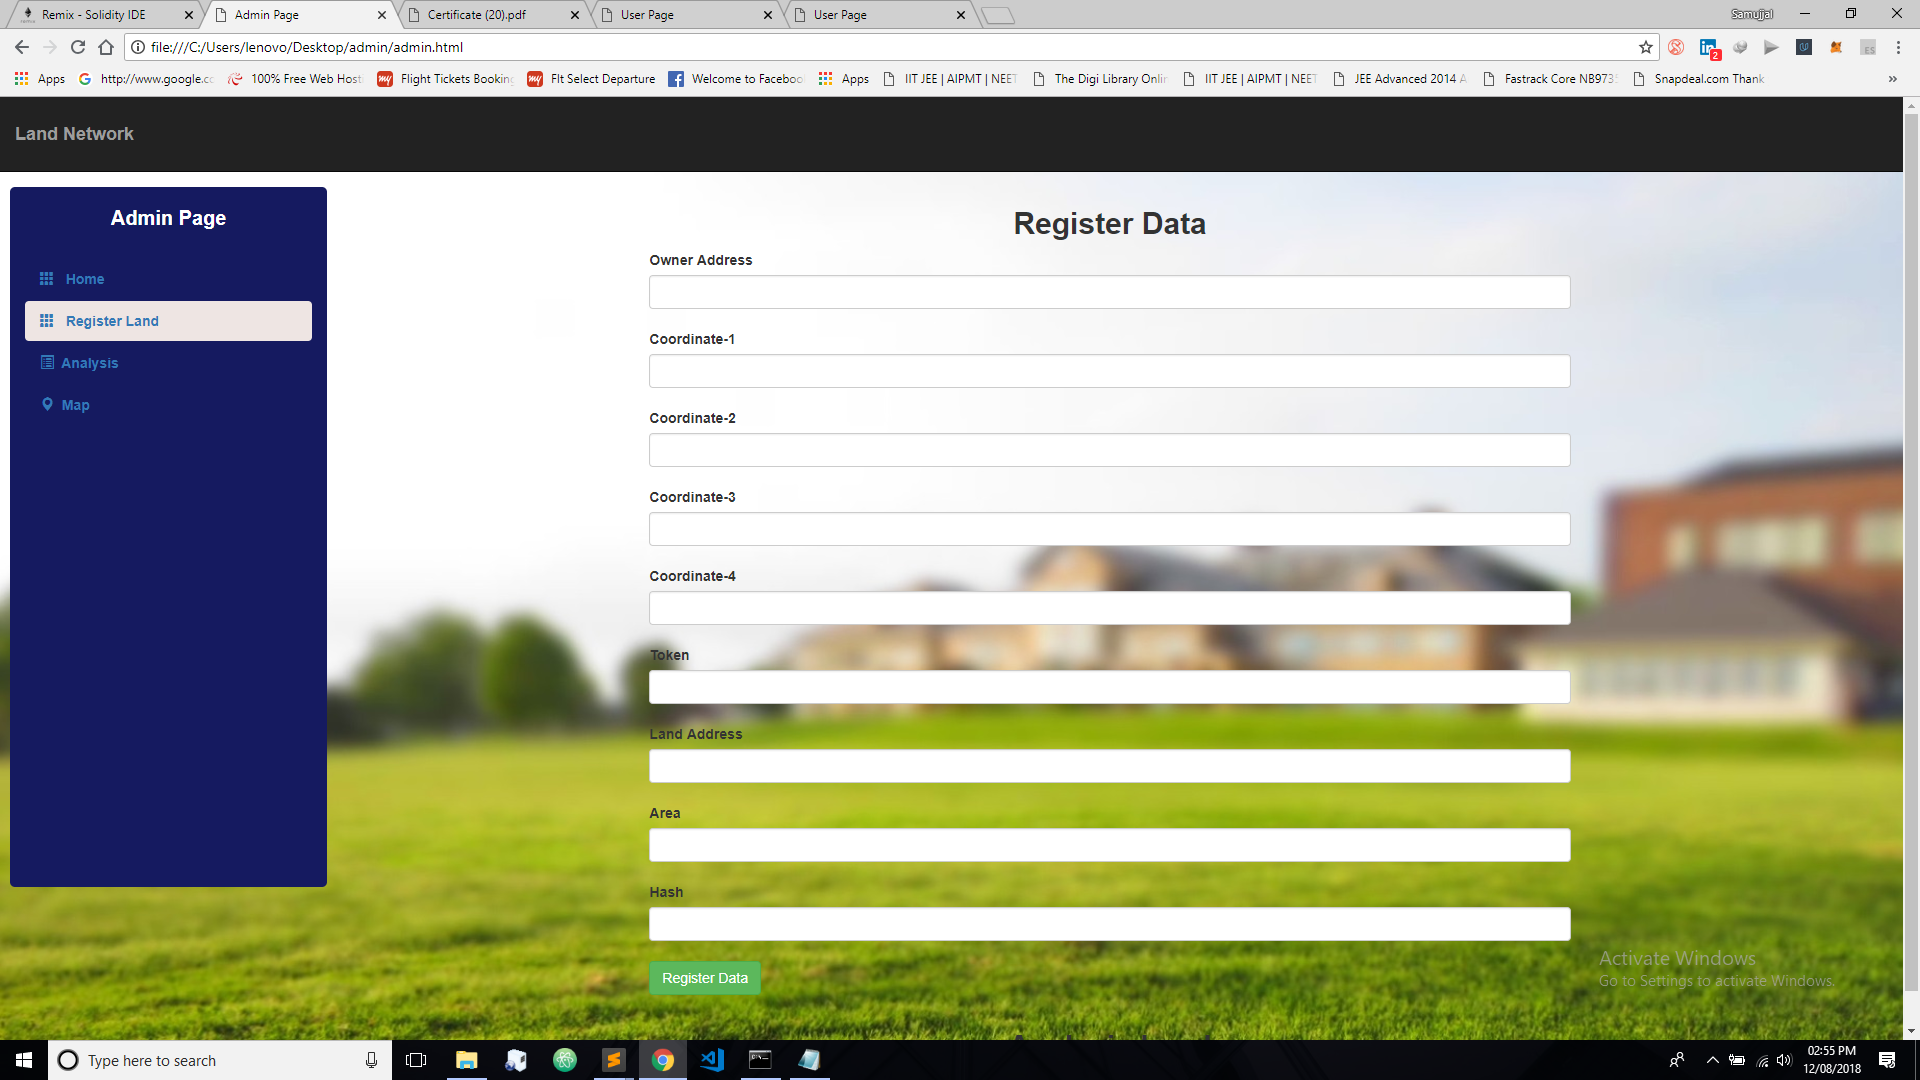 Remix - Solidity IDE
Admin Page
Certificate (20).pdf
User Page
User Page
Samujjal
file:///C:/Users/lenovo/Desktop/admin/admin.html
2
ES
Apps
http://www.google.cc
100% Free Web Host
Flight Tickets Booking
Flt Select Departure
Welcome to Faceboo
Apps
IIT JEE | AIPMT | NEET
The Digi Library Onlin
IIT JEE | AIPMT | NEET
JEE Advanced 2014 A
Fastrack Core NB973
Snapdeal.com Thank
Land Network
Admin Page
Home
Register Land
Analysis
Map
Register Data
Owner Address
Coordinate-1
Coordinate-2
Coordinate-3
Coordinate-4
Token
Land Address
Area
Hash
Register Data
Activate Windows
Go to Settings to activate Windows.
Type here to search
02:55 PM
12/08/2018